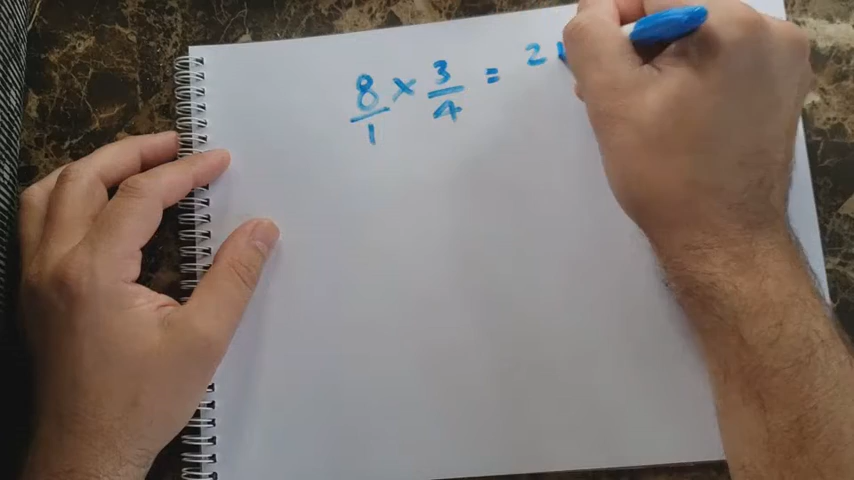 8/1 × 3/4 = 2